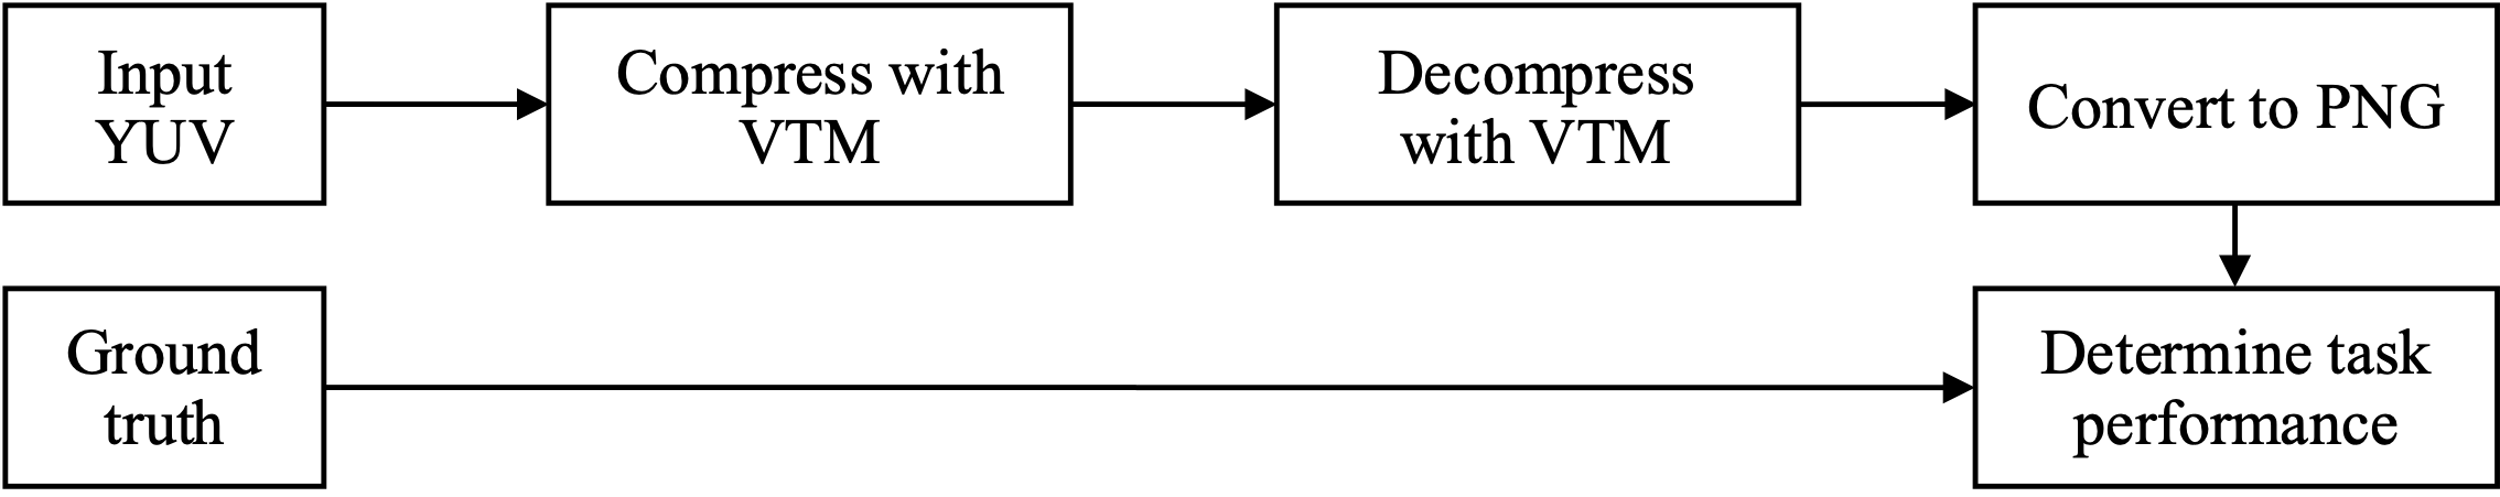 Input
YUV
Compress with
VTM
Decompress
with VTM
Convert to PNG
Ground
truth
Determine task
performance